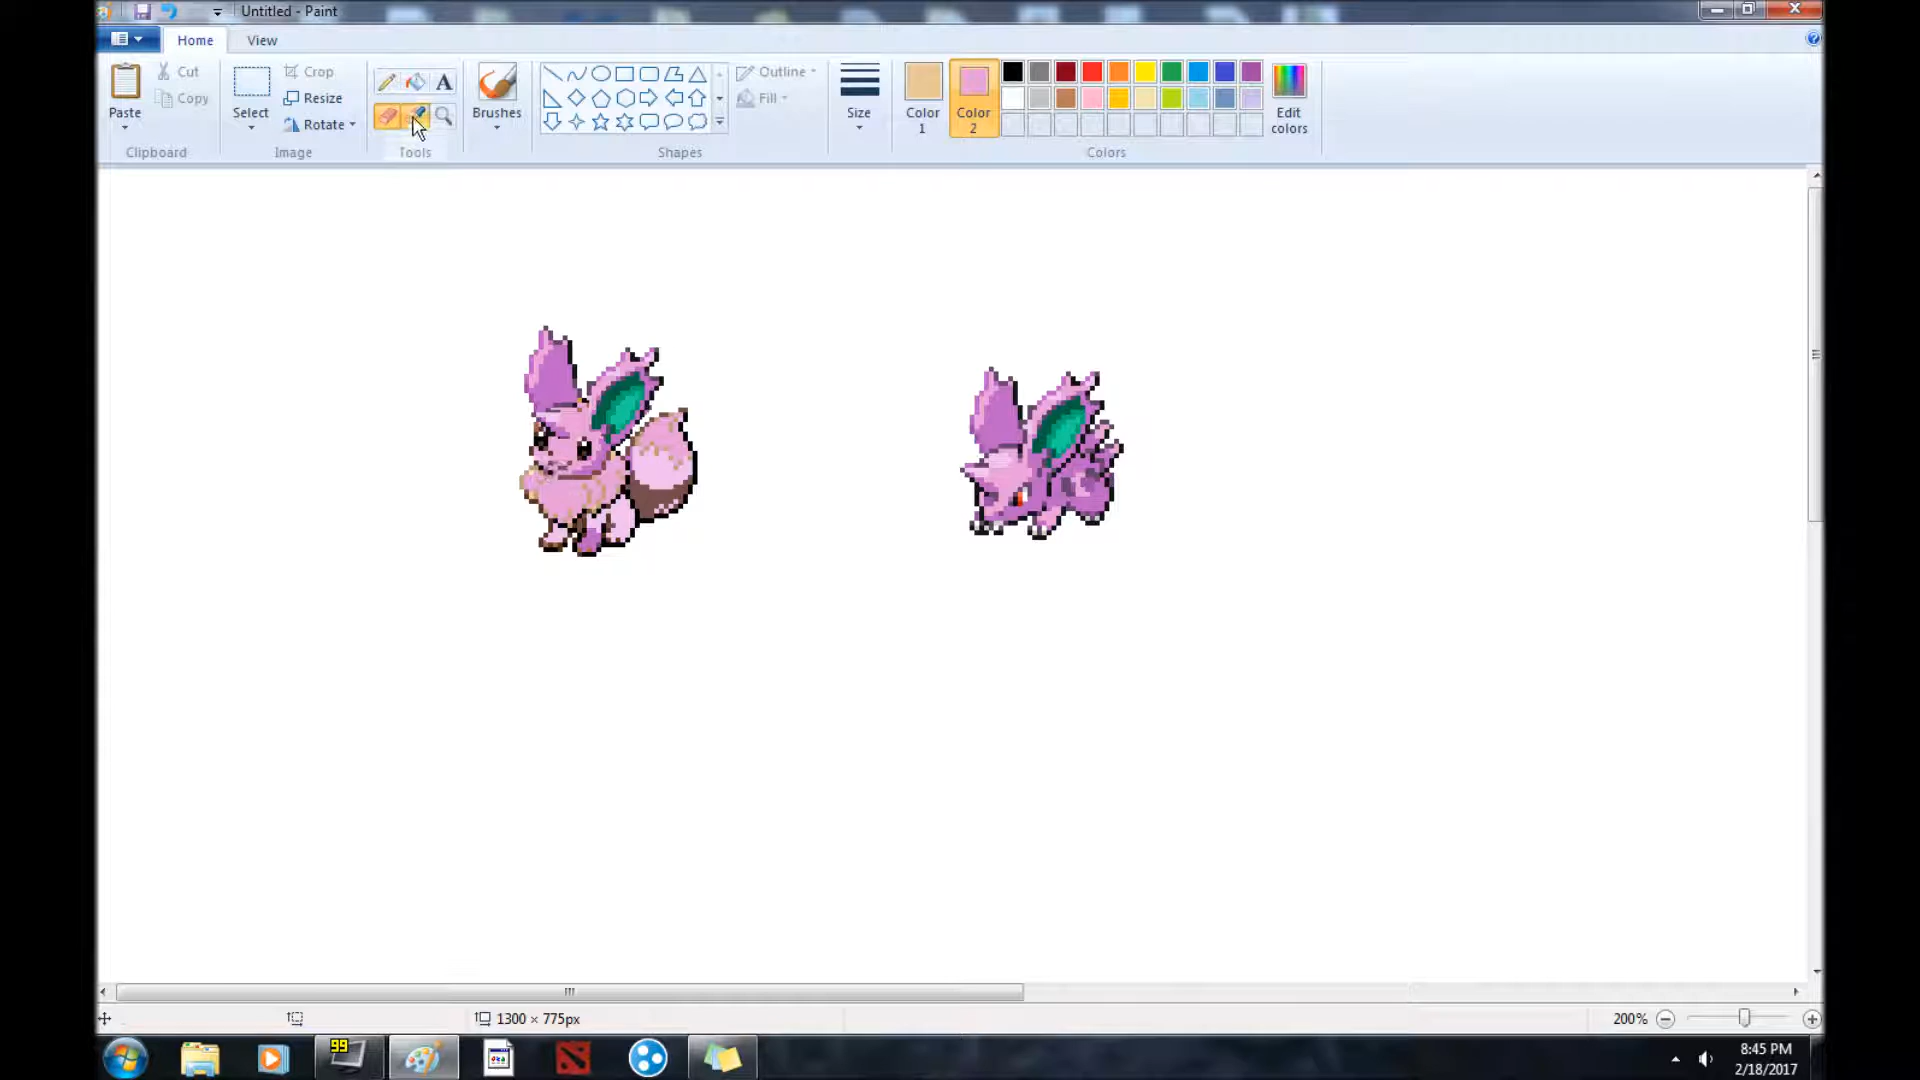 Untitled - Paint
Home View
Paste
Cut
Copy
Clipboard
Select
Crop
Resize
Rotate
Image
A
Tools
Brushes
Outline
Fill
Shapes
Size
Color 1
Color 2
Edit colors
Colors
1300 × 775px
200%
99
8:45 PM
2/18/2017